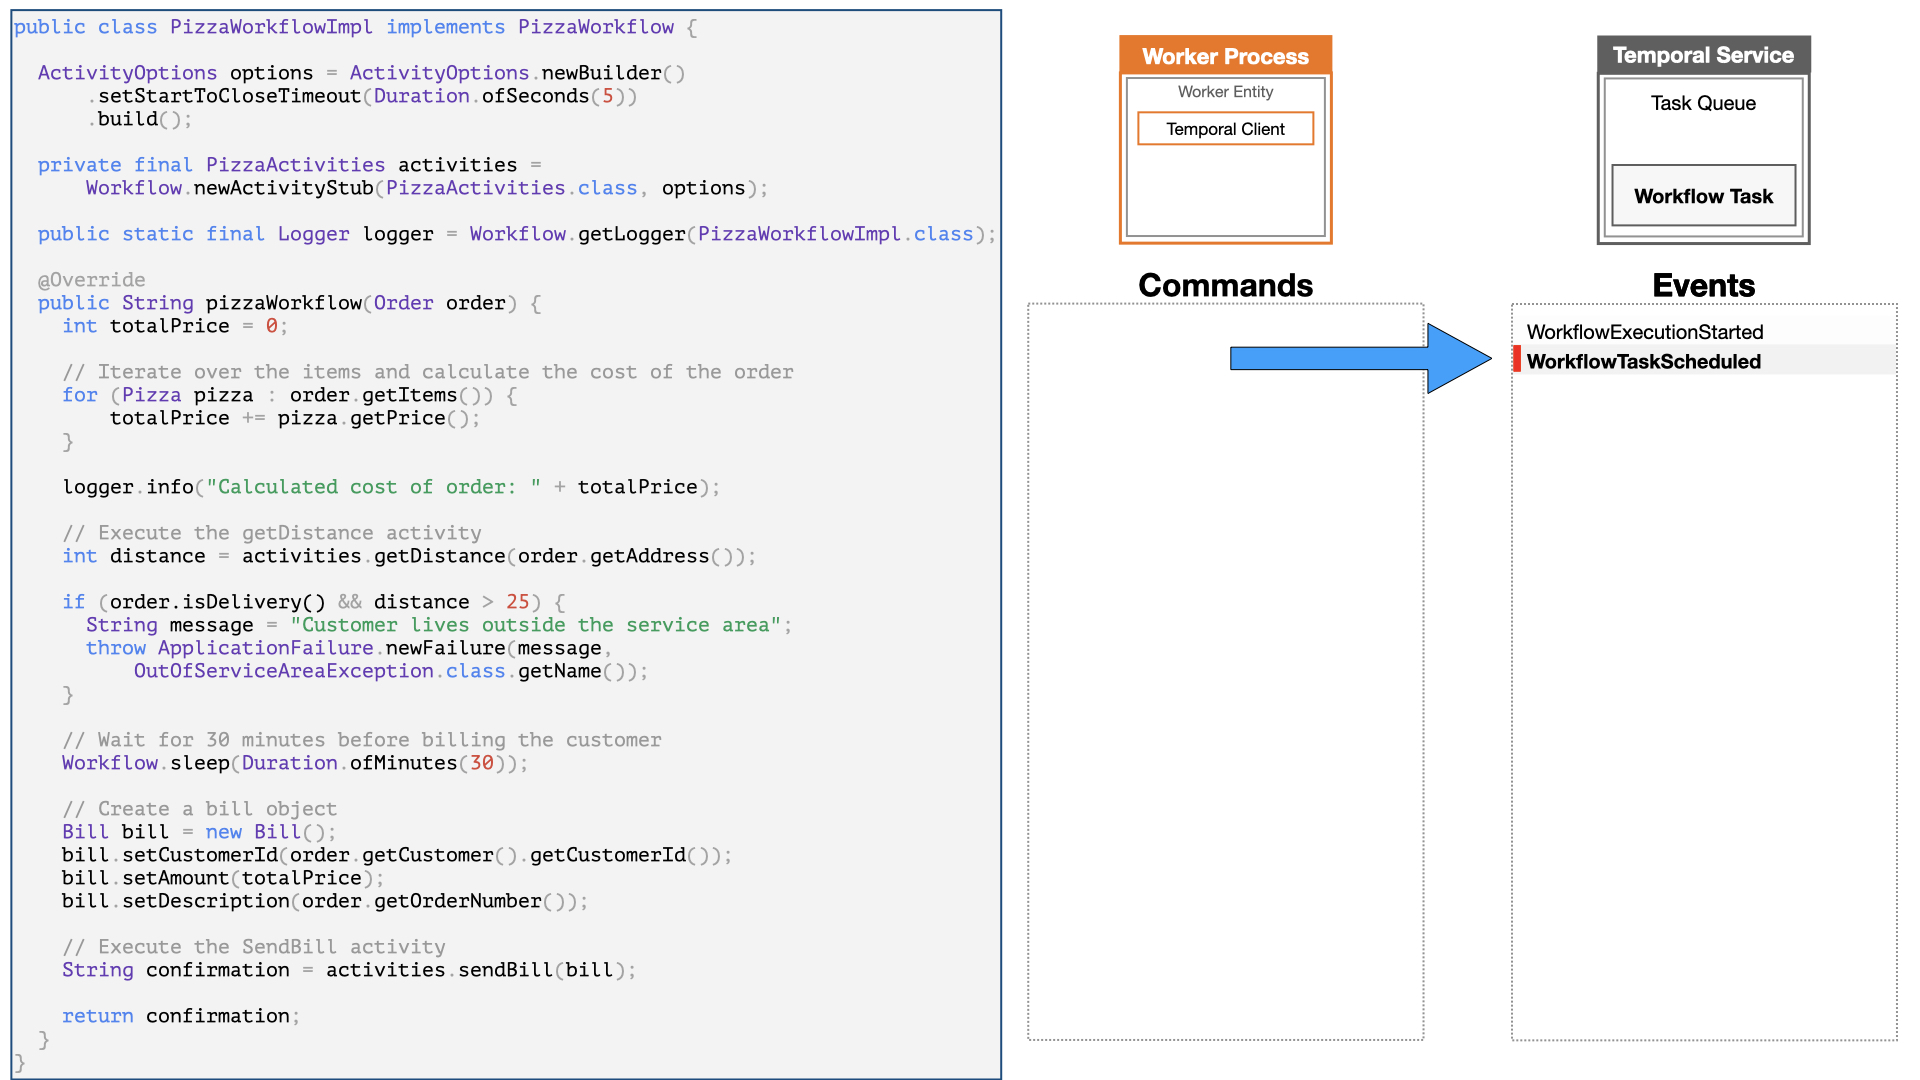 public class PizzaWorkflowImpl implements PizzaWorkflow {
ActivityOptions options = ActivityOptions.newBuilder()
.setStartToCloseTimeout(Duration.ofSeconds(5))
.build();
private final PizzaActivities activities =
Workflow.newActivityStub(PizzaActivities.class, options);
public static final Logger logger = Workflow.getLogger(PizzaWorkflowImpl.class);
@Override
public String pizzaWorkflow(Order order) {
int totalPrice = 0;
// Iterate over the items and calculate the cost of the order
for (Pizza pizza : order.getItems()) {
totalPrice += pizza.getPrice();
}
logger.info("Calculated cost of order: " + totalPrice);
// Execute the getDistance activity
int distance = activities.getDistance(order.getAddress());
if (order.isDelivery() && distance > 25) {
String message = "Customer lives outside the service area";
throw ApplicationFailure.newFailure(message,
OutOfServiceAreaException.class.getName());
}
// Wait for 30 minutes before billing the customer
Workflow.sleep(Duration.ofMinutes(30));
// Create a bill object
Bill bill = new Bill();
bill.setCustomerId(order.getCustomer().getCustomerId());
bill.setAmount(totalPrice);
bill.setDescription(order.getOrderNumber());
// Execute the SendBill activity
String confirmation = activities.sendBill(bill);
return confirmation;
}
}
Worker Process
Worker Entity
Temporal Client
Temporal Service
Task Queue
Workflow Task
Commands
Events
WorkflowExecutionStarted
WorkflowTaskScheduled